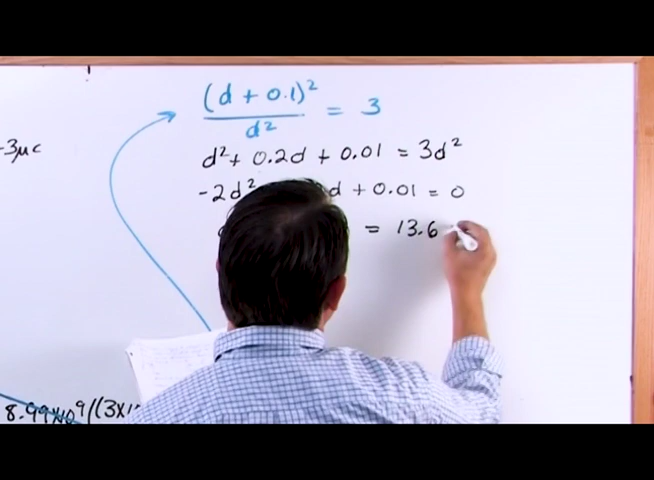 (d + 0.1)²
—
d²
= 3
-3μc
d² + 0.2d + 0.01 = 3d²
-2d² d + 0.01 = 0
= 13.6
8.99x10⁹/((3x1